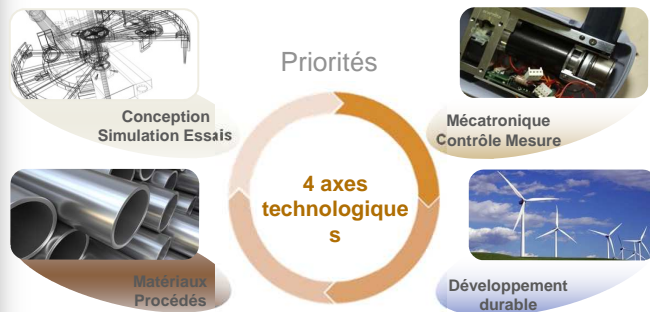 Priorités
Conception
Simulation Essais
Mécatronique
Contrôle Mesure
4 axes
technologique
s
Matériaux
Procédés
Développement
durable